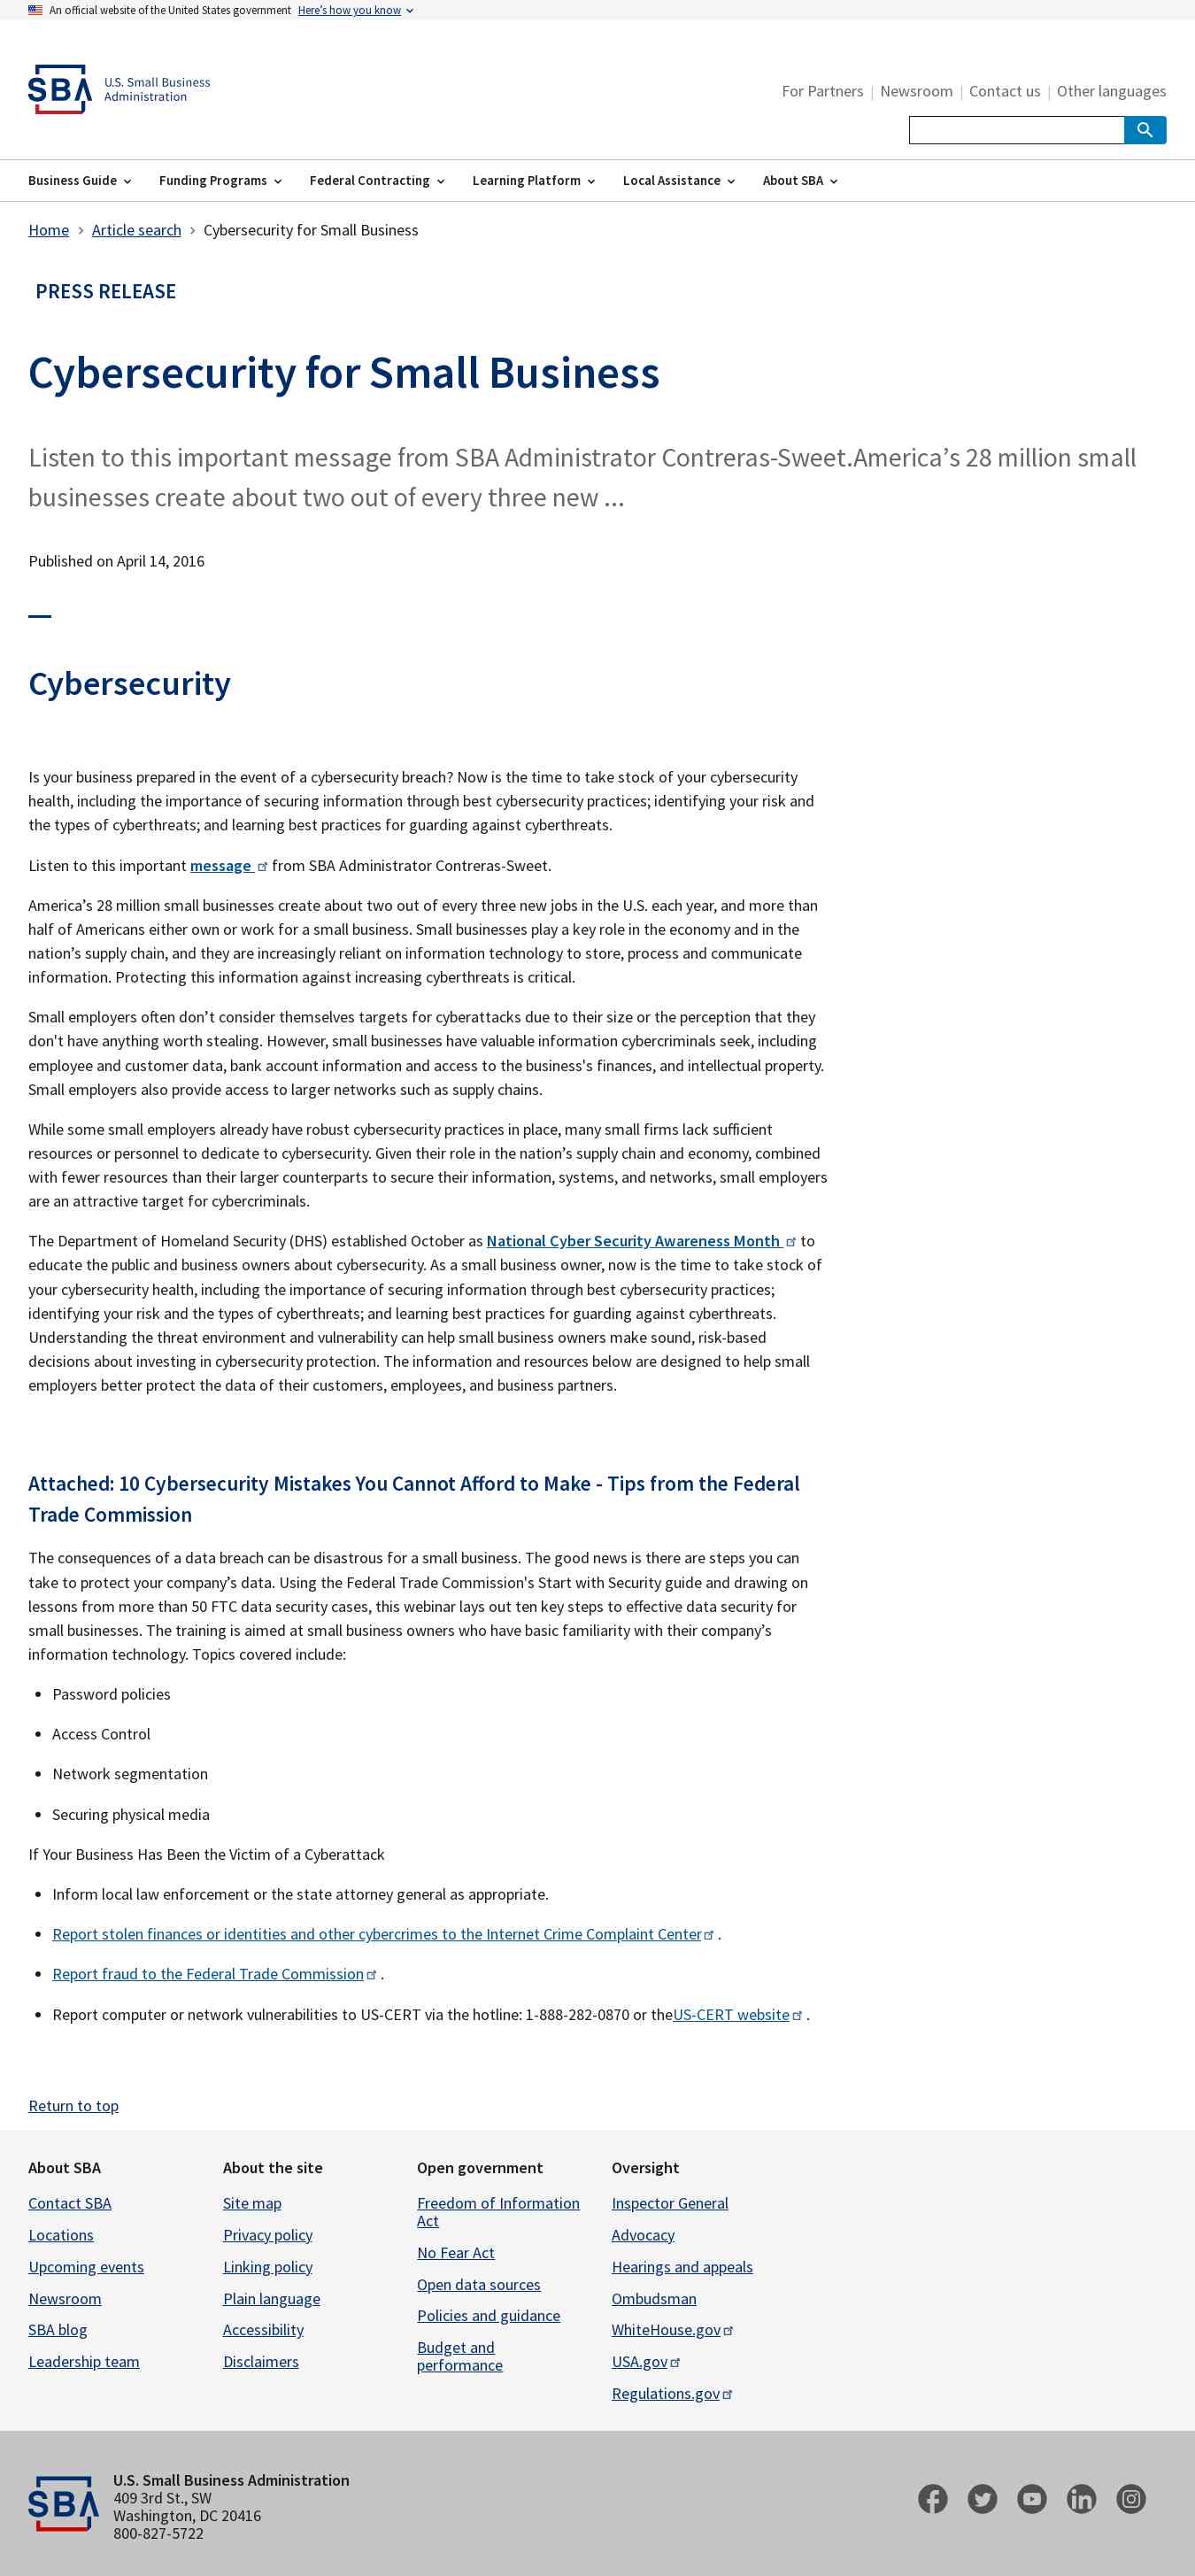 An official website of the United States government Here's how you know
SBA U.S. Small Business
Administration
For Partners | Newsroom | Contact us | Other languages
Business Guide Funding Programs Federal Contracting Learning Platform Local Assistance About SBA
Home Article search Cybersecurity for Small Business
PRESS RELEASE
Cybersecurity for Small Business
Listen to this important message from SBA Administrator Contreras-Sweet.America’s 28 million small
businesses create about two out of every three new ...
Published on April 14, 2016
Cybersecurity
Is your business prepared in the event of a cybersecurity breach? Now is the time to take stock of your cybersecurity
health, including the importance of securing information through best cybersecurity practices; identifying your risk and
the types of cyberthreats; and learning best practices for guarding against cyberthreats.
Listen to this important message from SBA Administrator Contreras-Sweet.
America’s 28 million small businesses create about two out of every three new jobs in the U.S. each year, and more than
half of Americans either own or work for a small business. Small businesses play a key role in the economy and in the
nation’s supply chain, and they are increasingly reliant on information technology to store, process and communicate
information. Protecting this information against increasing cyberthreats is critical.
Small employers often don’t consider themselves targets for cyberattacks due to their size or the perception that they
don't have anything worth stealing. However, small businesses have valuable information cybercriminals seek, including
employee and customer data, bank account information and access to the business's finances, and intellectual property.
Small employers also provide access to larger networks such as supply chains.
While some small employers already have robust cybersecurity practices in place, many small firms lack sufficient
resources or personnel to dedicate to cybersecurity. Given their role in the nation’s supply chain and economy, combined
with fewer resources than their larger counterparts to secure their information, systems, and networks, small employers
are an attractive target for cybercriminals.
The Department of Homeland Security (DHS) established October as National Cyber Security Awareness Month to
educate the public and business owners about cybersecurity. As a small business owner, now is the time to take stock of
your cybersecurity health, including the importance of securing information through best cybersecurity practices;
identifying your risk and the types of cyberthreats; and learning best practices for guarding against cyberthreats.
Understanding the threat environment and vulnerability can help small business owners make sound, risk-based
decisions about investing in cybersecurity protection. The information and resources below are designed to help small
employers better protect the data of their customers, employees, and business partners.
Attached: 10 Cybersecurity Mistakes You Cannot Afford to Make - Tips from the Federal
Trade Commission
The consequences of a data breach can be disastrous for a small business. The good news is there are steps you can
take to protect your company’s data. Using the Federal Trade Commission's Start with Security guide and drawing on
lessons from more than 50 FTC data security cases, this webinar lays out ten key steps to effective data security for
small businesses. The training is aimed at small business owners who have basic familiarity with their company’s
information technology. Topics covered include:
Password policies
Access Control
Network segmentation
Securing physical media
If Your Business Has Been the Victim of a Cyberattack
Inform local law enforcement or the state attorney general as appropriate.
Report stolen finances or identities and other cybercrimes to the Internet Crime Complaint Center .
Report fraud to the Federal Trade Commission .
Report computer or network vulnerabilities to US-CERT via the hotline: 1-888-282-0870 or theUS-CERT website .
Return to top
About SBA
Contact SBA
Locations
Upcoming events
Newsroom
SBA blog
Leadership team
About the site
Site map
Privacy policy
Linking policy
Plain language
Accessibility
Disclaimers
Open government
Freedom of Information
Act
No Fear Act
Open data sources
Policies and guidance
Budget and
performance
Oversight
Inspector General
Advocacy
Hearings and appeals
Ombudsman
WhiteHouse.gov
USA.gov
Regulations.gov
SBA
U.S. Small Business Administration
409 3rd St., SW
Washington, DC 20416
800-827-5722